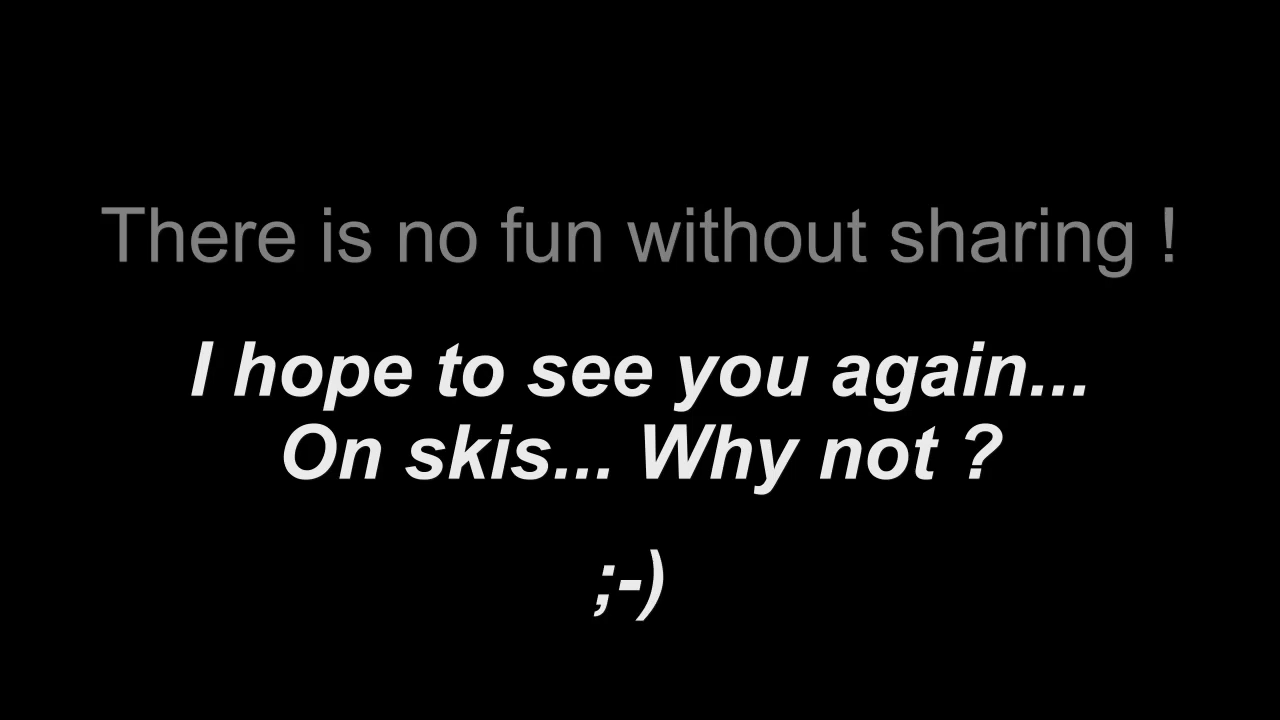 There is no fun without sharing !
I hope to see you again...
On skis... Why not ?
;-)